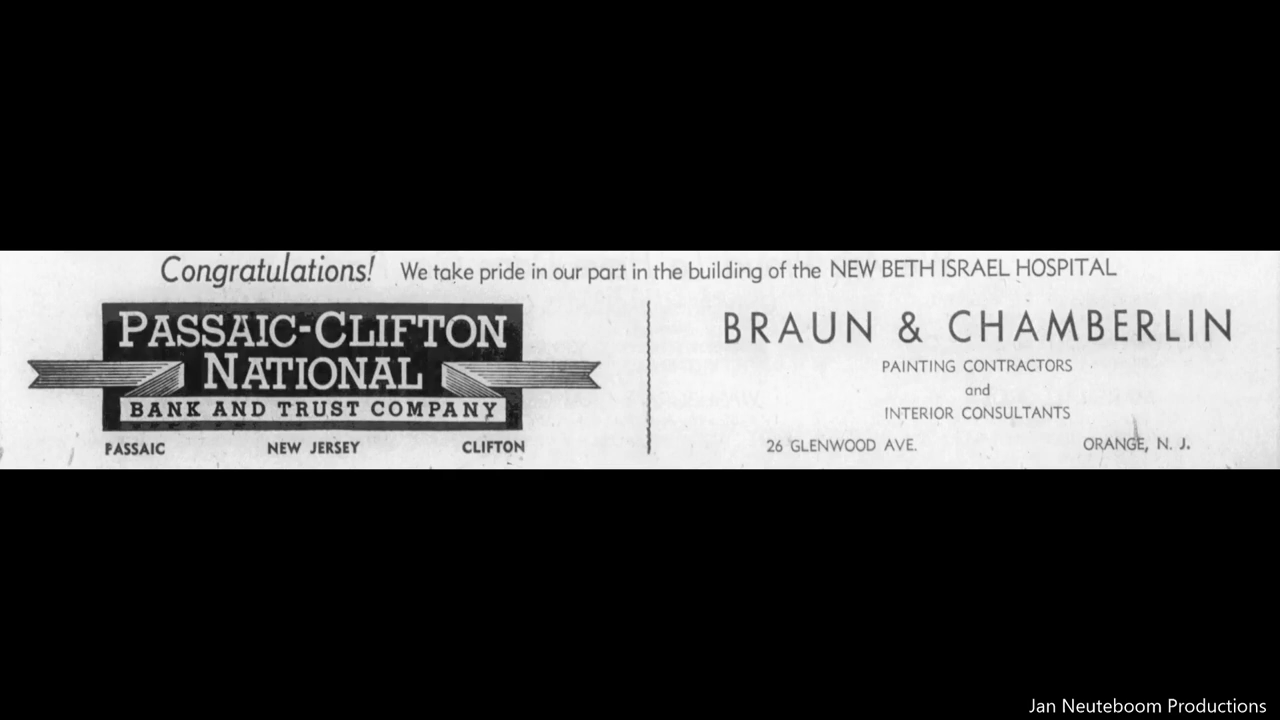 Congratulations! We take pride in our part in the building of the NEW BETH ISRAEL HOSPITAL
PASSAIC-CLIFTON
NATIONAL
BANK AND TRUST COMPANY
PASSAIC NEW JERSEY CLIFTON
BRAUN & CHAMBERLIN
PAINTING CONTRACTORS
and
INTERIOR CONSULTANTS
26 GLENWOOD AVE. ORANGE, N. J.
Jan Neuteboom Productions